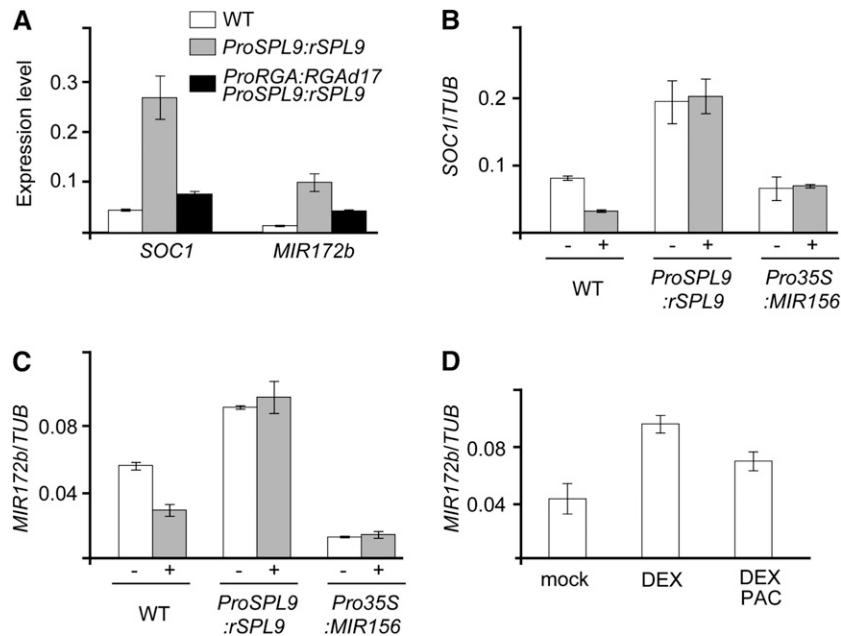 A
WT
ProSPL9:rSPL9
ProRGA:RGAd17
ProSPL9:rSPL9
Expression level
0.3
0.2
0.1
SOC1 MIR172b
B
SOC1/TUB
0.2
0.1
- + - + - +
WT ProSPL9 Pro35S
:rSPL9 :MIR156
C
MIR172b/TUB
0.08
0.04
- + - + - +
WT ProSPL9 Pro35S
:rSPL9 :MIR156
D
MIR172b/TUB
0.08
0.04
mock DEX DEX
PAC